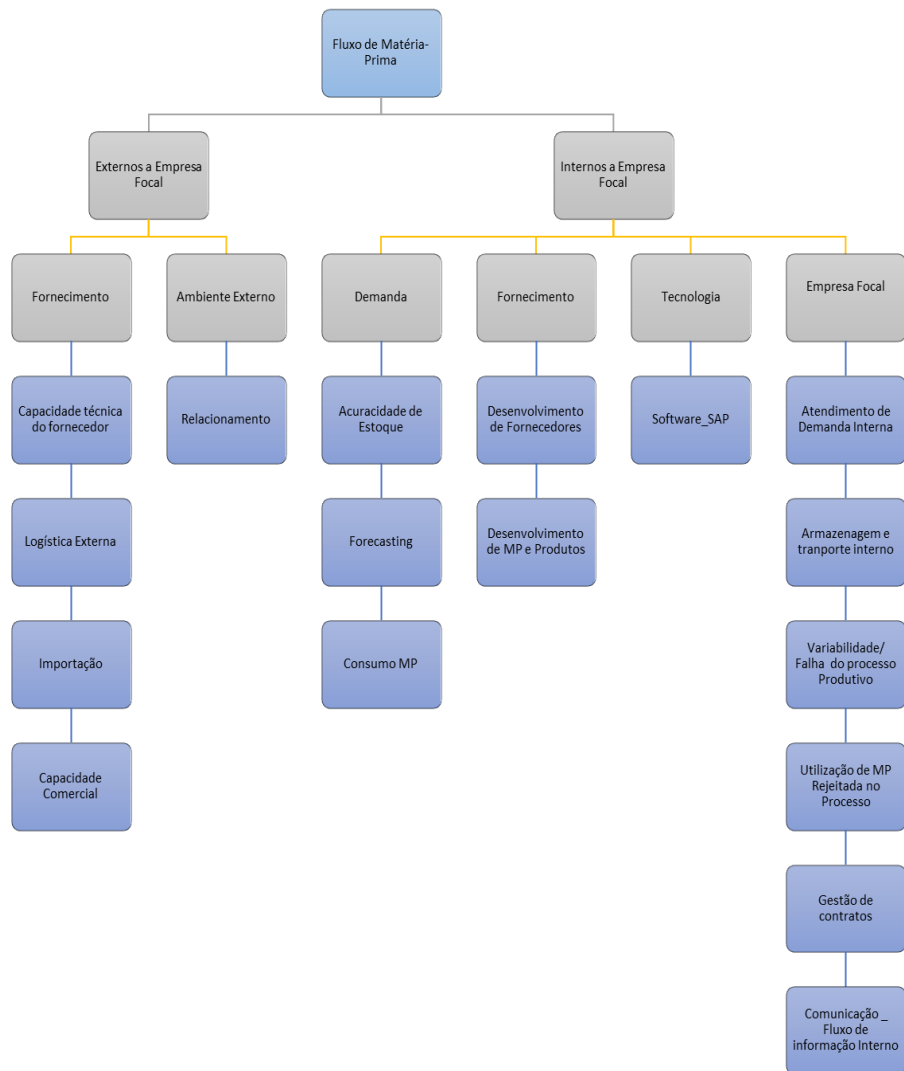 Fluxo de Matéria-
Prima
Externos a Empresa
Focal
Internos a Empresa
Focal
Fornecimento
Ambiente Externo
Demanda
Fornecimento
Tecnologia
Empresa Focal
Capacidade técnica
do fornecedor
Relacionamento
Acuracidade de
Estoque
Desenvolvimento
de Fornecedores
Software_SAP
Atendimento de
Demanda Interna
Logística Externa
Forecasting
Desenvolvimento
de MP e Produtos
Armazenagem e
tranporte interno
Importação
Consumo MP
Variabilidade/
Falha do processo
Produtivo
Capacidade
Comercial
Utilização de MP
Rejeitada no
Processo
Gestão de
contratos
Comunicação _
Fluxo de
informação Interno